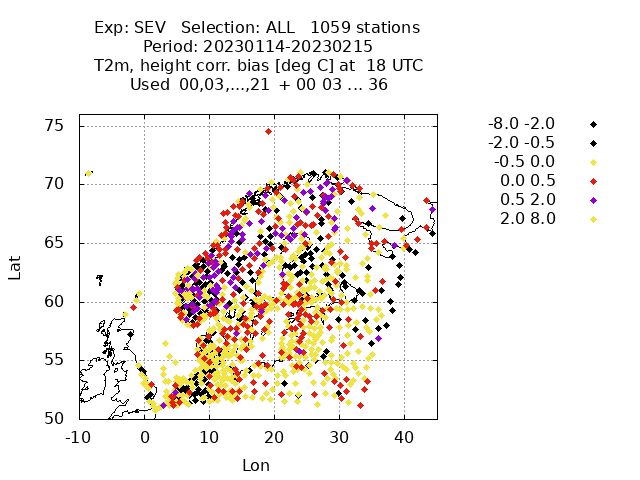 Exp: SEV   Selection: ALL   1059 stations
Period: 20230114-20230215
T2m, height corr. bias [deg C] at  18 UTC
Used  00,03,...,21  + 00 03 ... 36
-8.0 -2.0
-2.0 -0.5
-0.5 0.0
0.0 0.5
0.5 2.0
2.0 8.0
75
70
65
60
55
50
Lat
-10 0 10 20 30 40
Lon